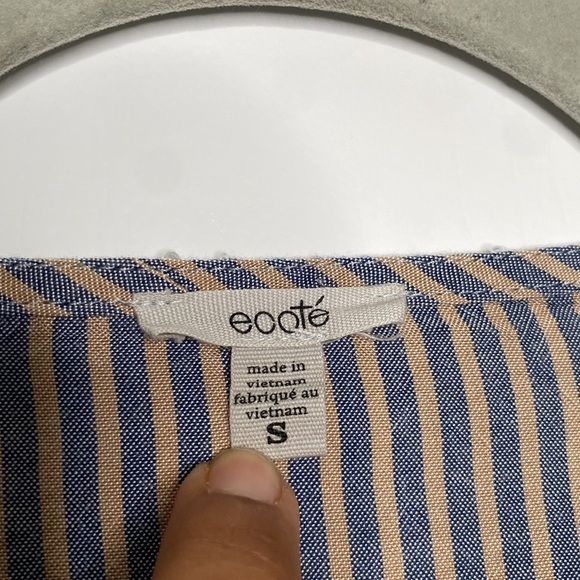 ecoté
made in
vietnam
fabriqué au
vietnam
S